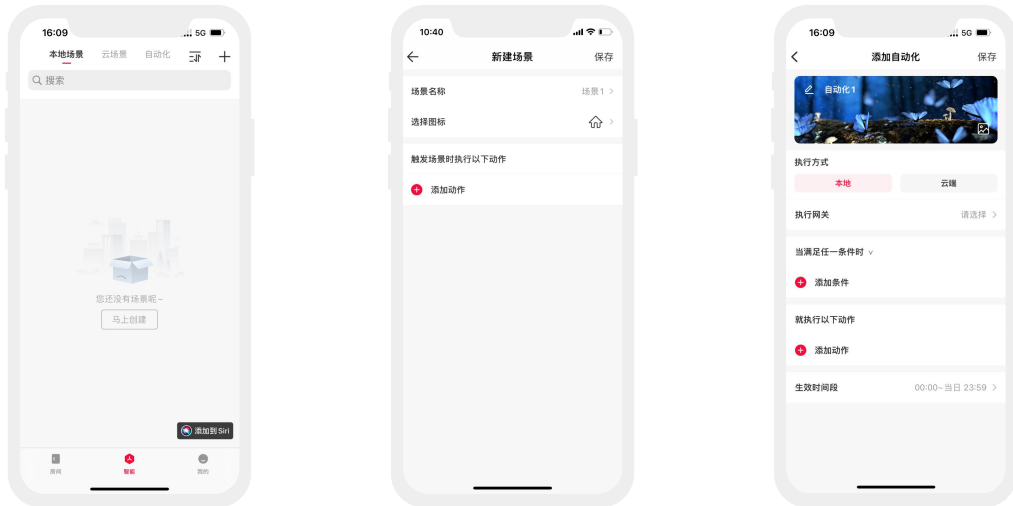 16:09
5G
本地场景 云场景 自动化
搜索
您还没有场景呢~
马上创建
添加到 Siri
房间 智能 我的
10:40
新建场景 保存
场景名称 场景1
选择图标
触发场景时执行以下动作
添加动作
16:09
5G
添加自动化 保存
自动化1
执行方式
本地 云端
执行网关 请选择
当满足任一条件时
添加条件
就执行以下动作
添加动作
生效时间段 00:00~当日 23:59